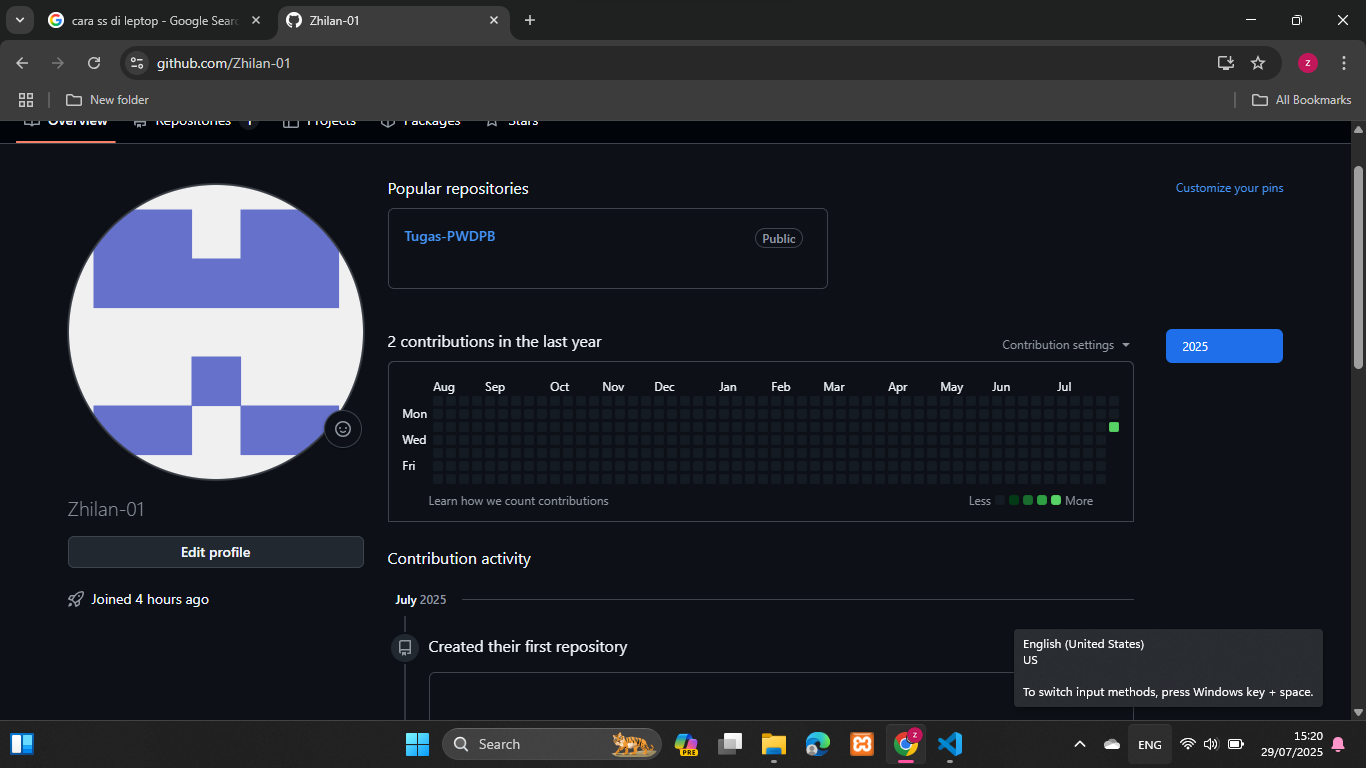 cara ss di leptop - Google Sear
Zhilan-01
github.com/Zhilan-01
z
New folder
All Bookmarks
Overview
Repositories 1
Projects
Packages
Stars
Popular repositories
Customize your pins
Tugas-PWDPB
Public
2 contributions in the last year
Contribution settings
2025
Aug Sep Oct Nov Dec Jan Feb Mar Apr May Jun Jul
Mon
Wed
Fri
Learn how we count contributions
Less
More
Zhilan-01
Edit profile
Joined 4 hours ago
Contribution activity
July 2025
Created their first repository
English (United States)
US
To switch input methods, press Windows key + space.
Search
PRE
z
ENG
15:20
29/07/2025